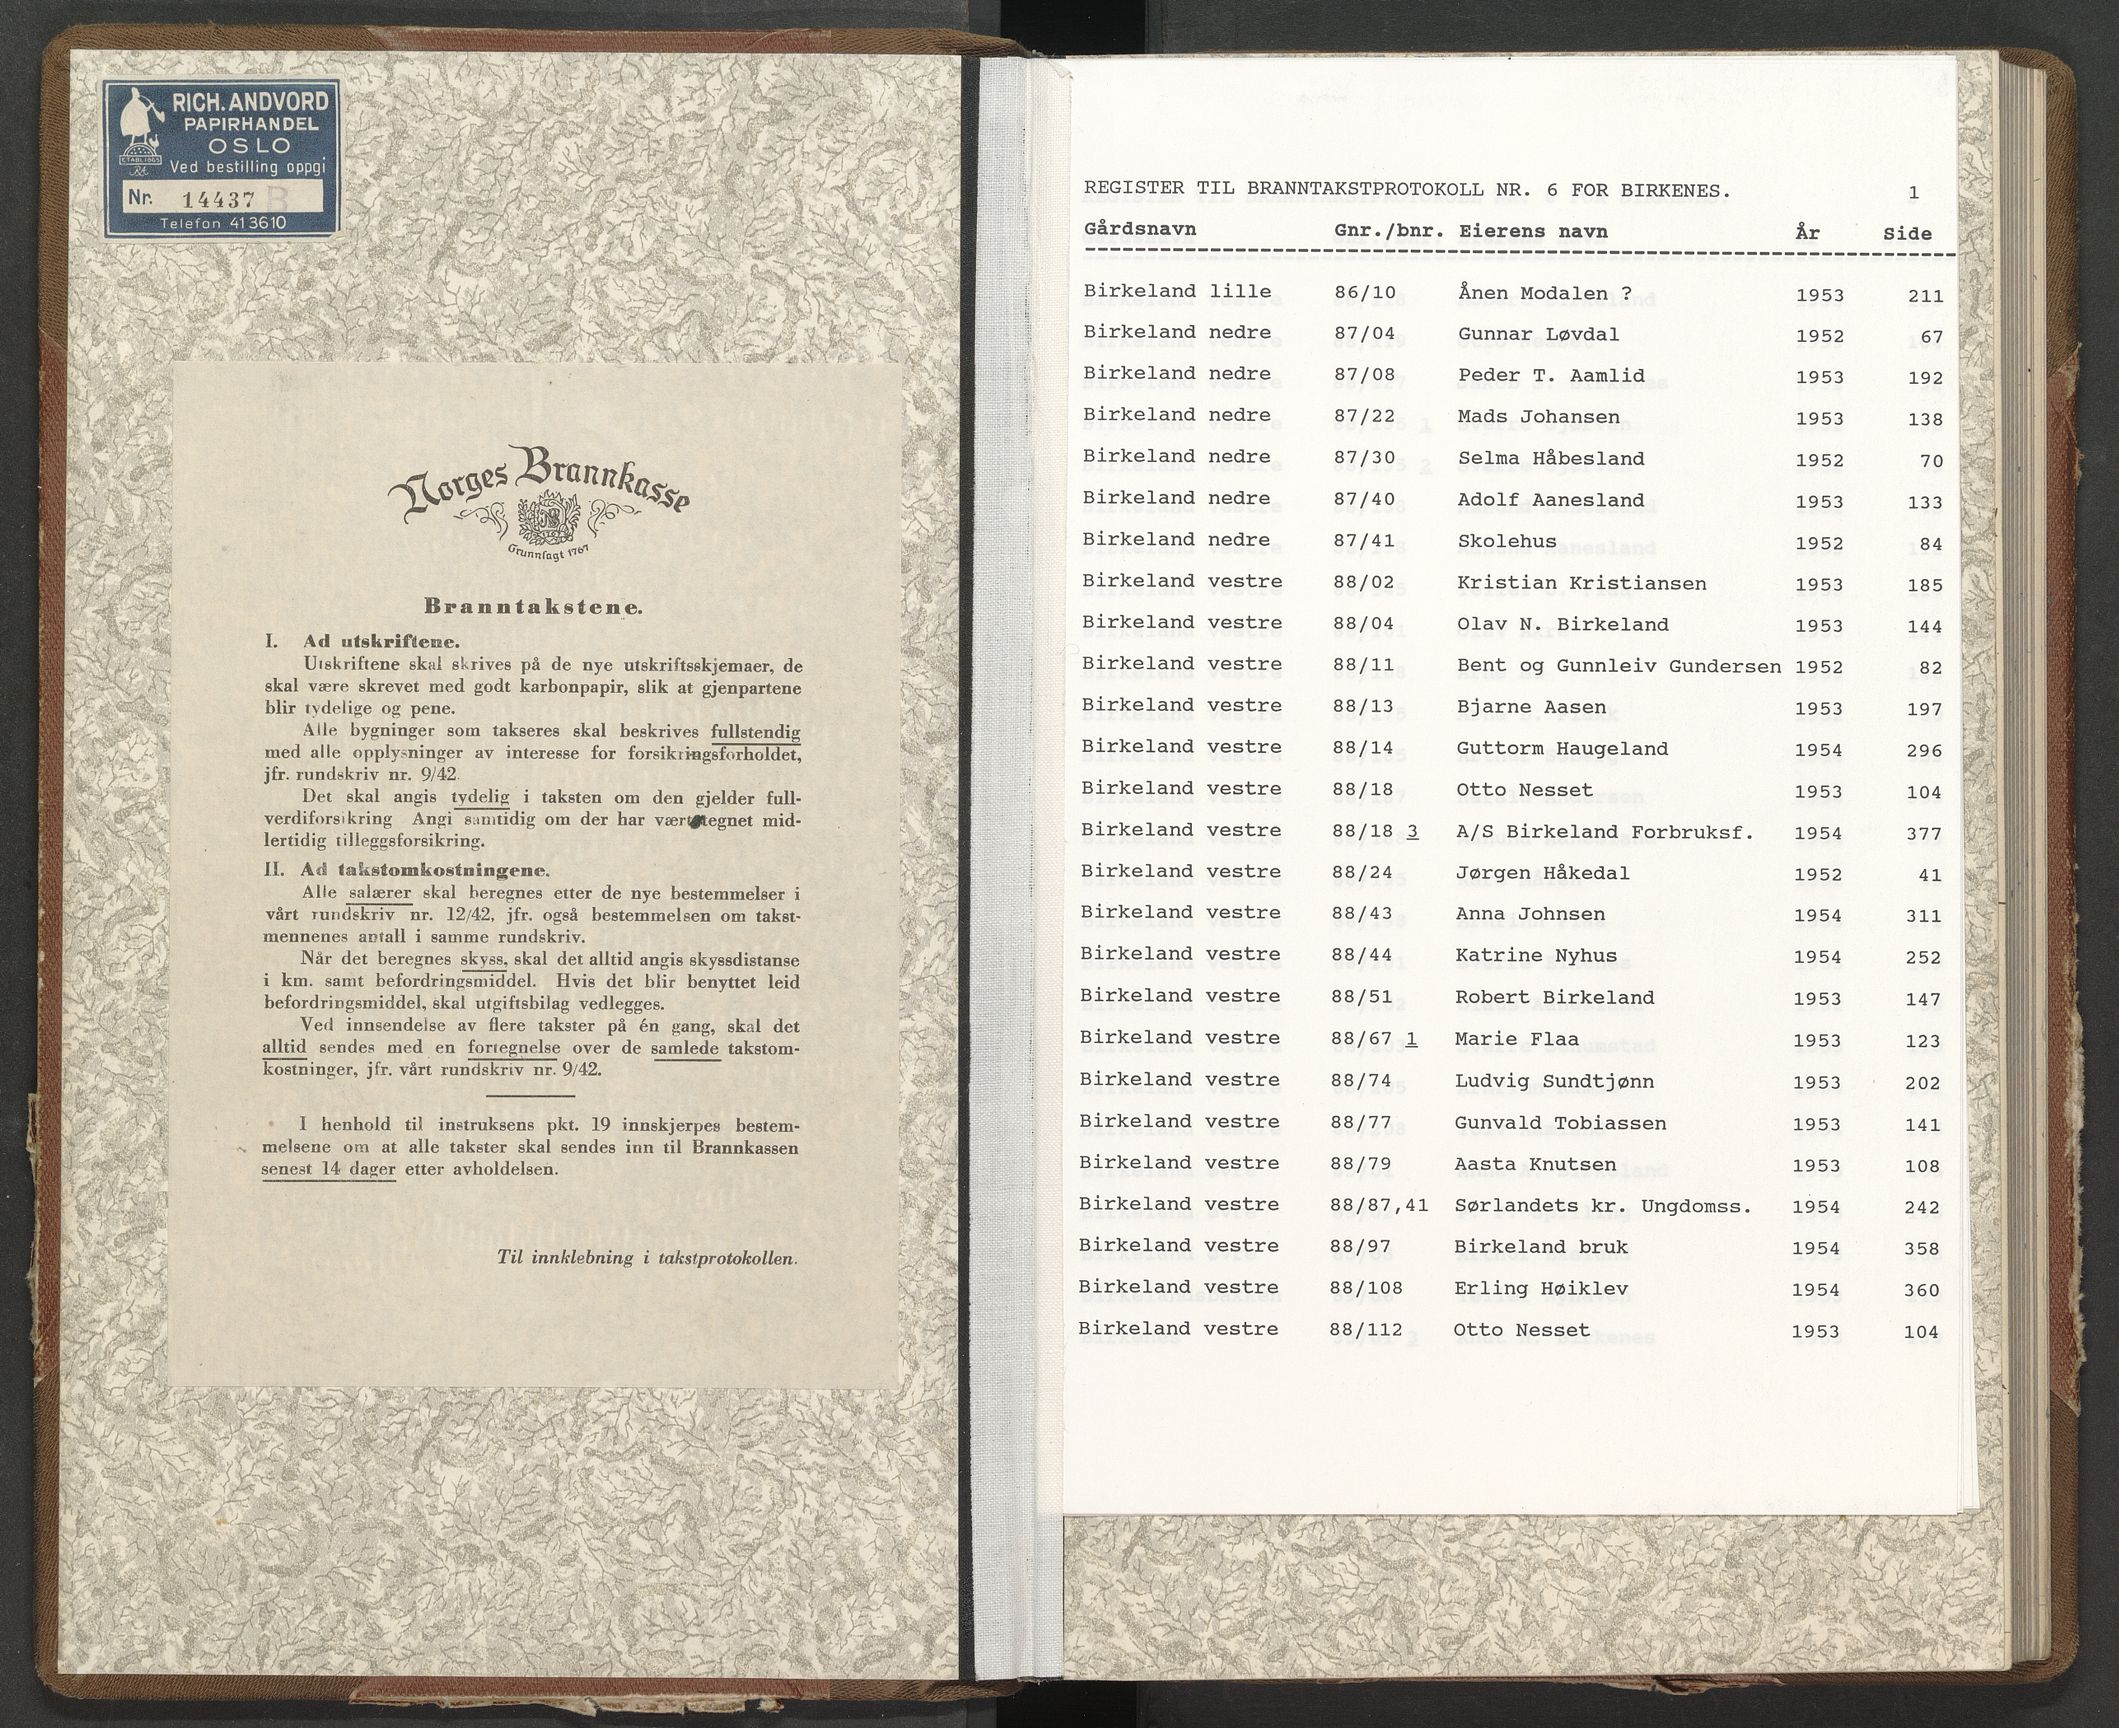 RICH. ANDVORD
PAPIRHANDEL
OSLO
ETABL 1865
RA
Ved bestilling oppgi
Nr. 14437 B
Telefon 413610
Norges Brannkasse
Grunnlagt 1767
Branntakstene.
I. Ad utskriftene.
Utskriftene skal skrives på de nye utskriftsskjemaer, de
skal være skrevet med godt karbonpapir, slik at gjenpartene
blir tydelige og pene.
Alle bygninger som takseres skal beskrives fullstendig
med alle opplysninger av interesse for forsikringsforholdet,
jfr. rundskriv nr. 9/42.
Det skal angis tydelig i taksten om den gjelder full-
verdiforsikring Angi samtidig om der har vært tegnet mid-
lertidig tilleggsforsikring.
II. Ad takstomkostningene.
Alle salærer skal beregnes etter de nye bestemmelser i
vårt rundskriv nr. 12/42, jfr. også bestemmelsen om takst-
mennenes antall i samme rundskriv.
Når det beregnes skyss, skal det alltid angis skyssdistanse
i km. samt befordringsmiddel. Hvis det blir benyttet leid
befordringsmiddel, skal utgiftsbilag vedlegges.
Ved innsendelse av flere takster på én gang, skal det
alltid sendes med en fortegnelse over de samlede takstom-
kostninger, jfr. vårt rundskriv nr. 9/42.
I henhold til instruksens pkt. 19 innskjerpes bestem-
melsene om at alle takster skal sendes inn til Brannkassen
senest 14 dager etter avholdelsen.
Til innklebning i takstprotokollen.
REGISTER TIL BRANNTAKSTPROTOKOLL NR. 6 FOR BIRKENES. 1
Gårdsnavn Gnr./bnr. Eierens navn År Side
Birkeland lille 86/10 Ånen Modalen ? 1953 211
Birkeland nedre 87/04 Gunnar Løvdal 1952 67
Birkeland nedre 87/08 Peder T. Aamlid 1953 192
Birkeland nedre 87/22 Mads Johansen 1953 138
Birkeland nedre 87/30 Selma Håbesland 1952 70
Birkeland nedre 87/40 Adolf Aanesland 1953 133
Birkeland nedre 87/41 Skolehus 1952 84
Birkeland vestre 88/02 Kristian Kristiansen 1953 185
Birkeland vestre 88/04 Olav N. Birkeland 1953 144
Birkeland vestre 88/11 Bent og Gunnleiv Gundersen 1952 82
Birkeland vestre 88/13 Bjarne Aasen 1953 197
Birkeland vestre 88/14 Guttorm Haugeland 1954 296
Birkeland vestre 88/18 Otto Nesset 1953 104
Birkeland vestre 88/18 3 A/S Birkeland Forbruksf. 1954 377
Birkeland vestre 88/24 Jørgen Håkedal 1952 41
Birkeland vestre 88/43 Anna Johnsen 1954 311
Birkeland vestre 88/44 Katrine Nyhus 1954 252
Birkeland vestre 88/51 Robert Birkeland 1953 147
Birkeland vestre 88/67 1 Marie Flaa 1953 123
Birkeland vestre 88/74 Ludvig Sundtjønn 1953 202
Birkeland vestre 88/77 Gunvald Tobiassen 1953 141
Birkeland vestre 88/79 Aasta Knutsen 1953 108
Birkeland vestre 88/87,41 Sørlandets kr. Ungdomss. 1954 242
Birkeland vestre 88/97 Birkeland bruk 1954 358
Birkeland vestre 88/108 Erling Høiklev 1954 360
Birkeland vestre 88/112 Otto Nesset 1953 104